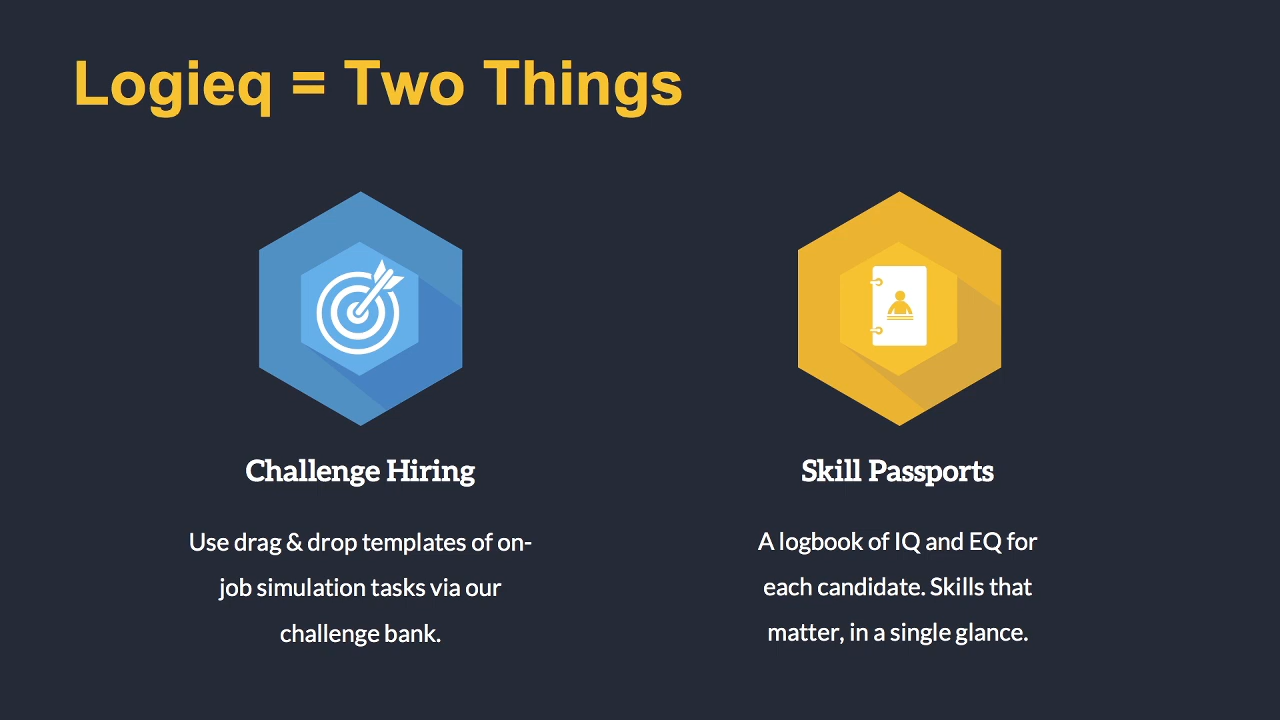 Logieq = Two Things
Challenge Hiring
Use drag & drop templates of on-
job simulation tasks via our
challenge bank.
Skill Passports
A logbook of IQ and EQ for
each candidate. Skills that
matter, in a single glance.